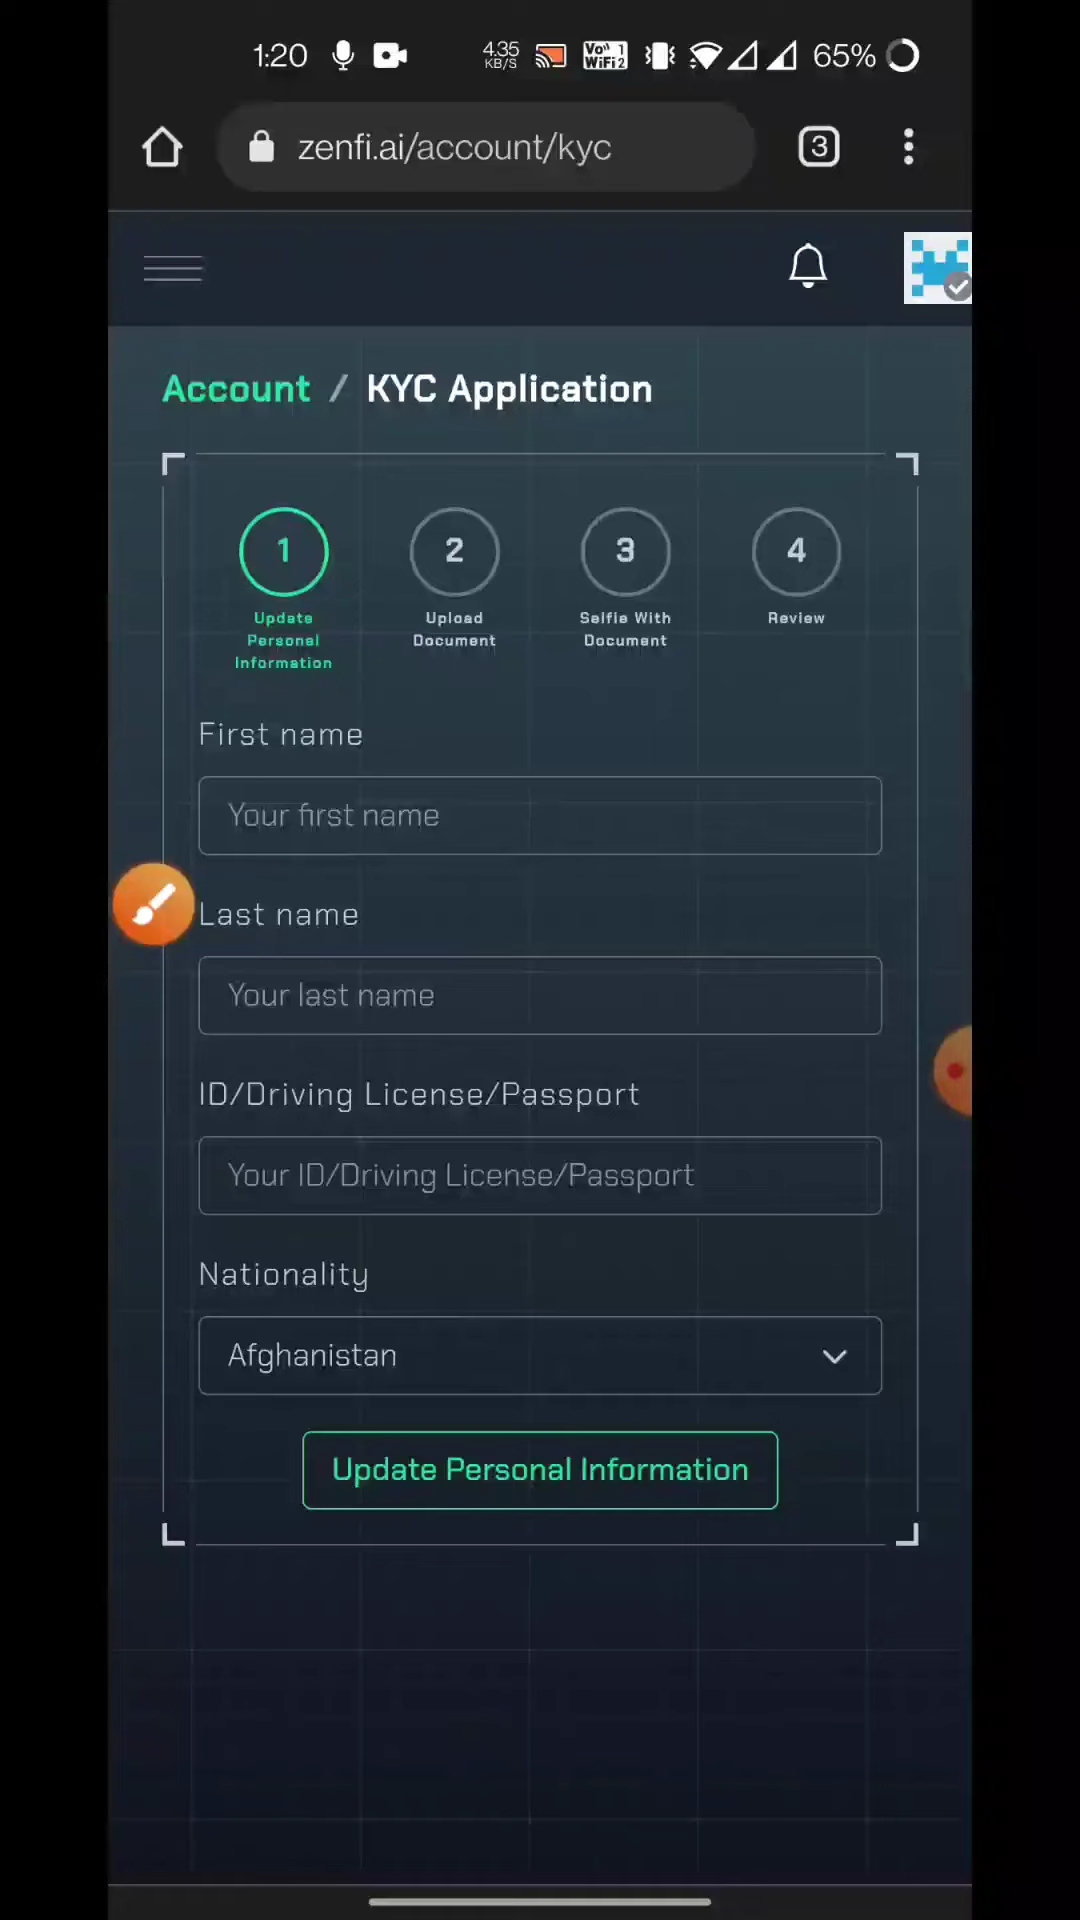 1:20
4.35
KB/S
Vo 1
WiFi 2
65%
zenfi.ai/account/kyc
3
Account / KYC Application
1
2
3
4
Update
Personal
Information
Upload
Document
Selfie With
Document
Review
First name
Your first name
Last name
Your last name
ID/Driving License/Passport
Your ID/Driving License/Passport
Nationality
Afghanistan
Update Personal Information